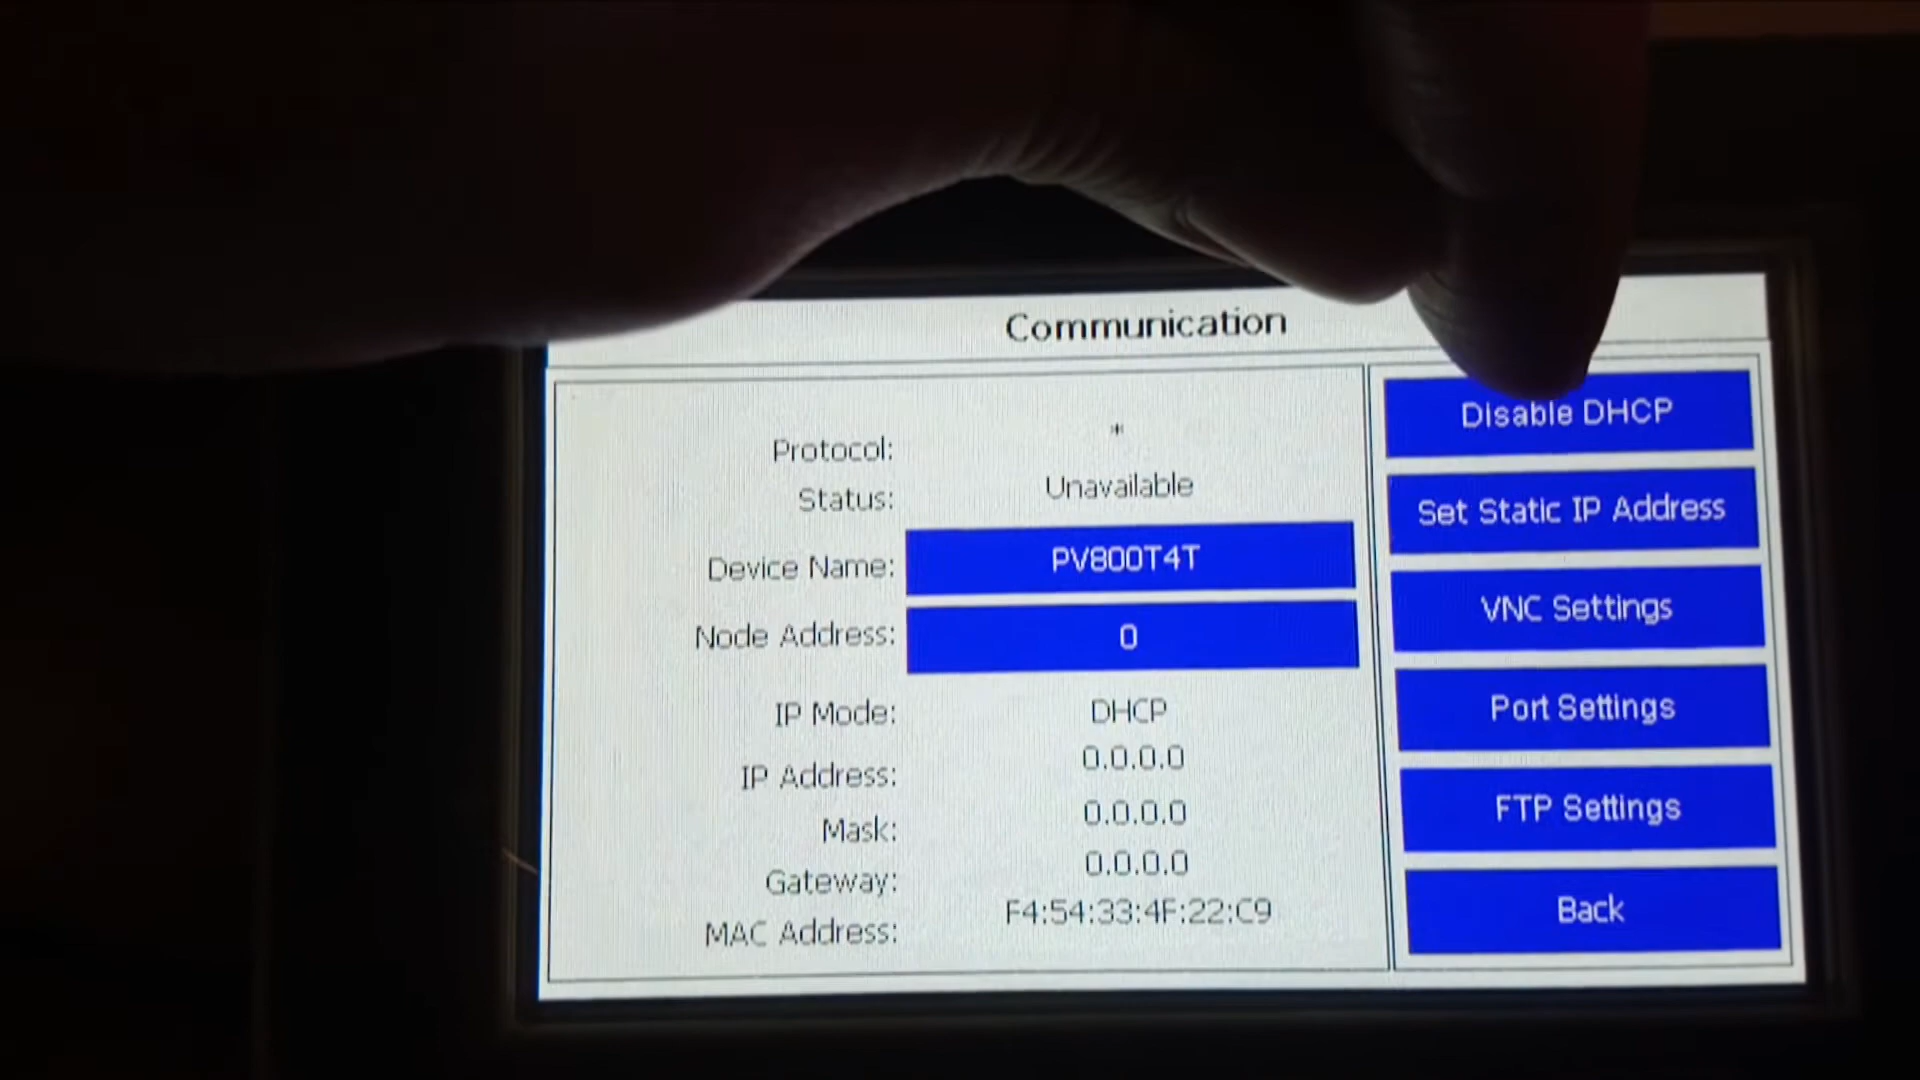 Communication
Protocol: *
Status: Unavailable
Device Name: PV800T4T
Node Address: 0
IP Mode: DHCP
IP Address: 0.0.0.0
Mask: 0.0.0.0
Gateway: 0.0.0.0
MAC Address: F4:54:33:4F:22:C9
Disable DHCP
Set Static IP Address
VNC Settings
Port Settings
FTP Settings
Back